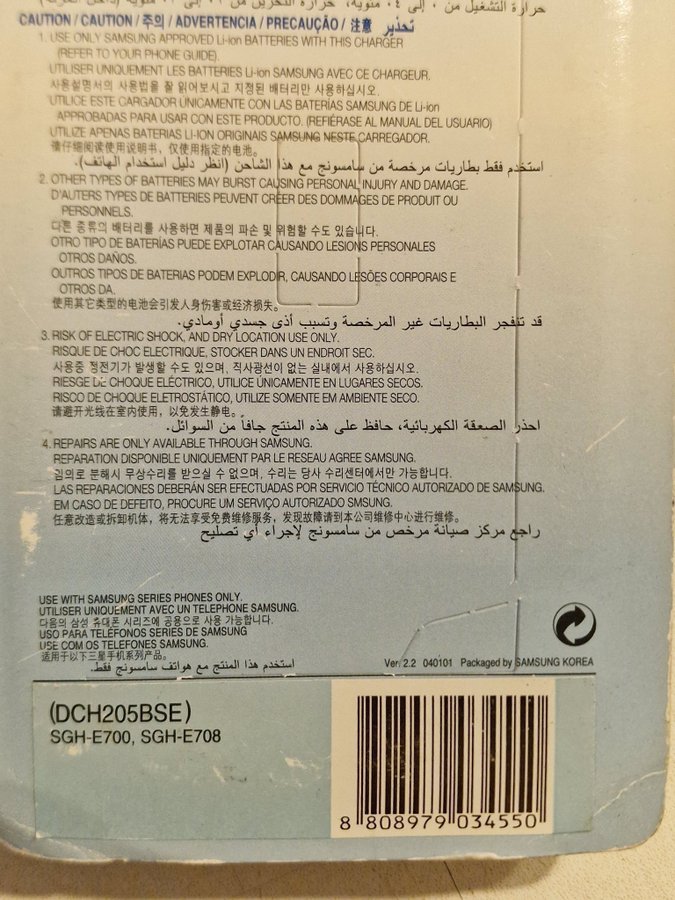 CAUTION / CAUTION / 주의 / ADVERTENCIA / PRECAUÇÃO / 注意 تحذير
1. USE ONLY SAMSUNG APPROVED Li-ion BATTERIES WITH THIS CHARGER
(REFER TO YOUR PHONE GUIDE).
UTILISER UNIQUEMENT LES BATTERIES Li-ion SAMSUNG AVEC CE CHARGEUR.
사용설명서의 사용법을 잘 읽어보시고 지정된 배터리만 사용하십시오.
UTILICE ESTE CARGADOR ÚNICAMENTE CON LAS BATERÍAS SAMSUNG DE Li-ion
APROBADAS PARA USAR CON ESTE PRODUCTO. (REFIÉRASE AL MANUAL DEL USUARIO)
UTILIZE APENAS BATERIAS LI-ION ORIGINAIS SAMSUNG NESTE CARREGADOR.
请仔细阅读使用说明书，仅使用指定的电池。
استخدم فقط بطاريات مرخصة من سامسونج مع هذا الشاحن (انظر دليل استخدام الهاتف).
2. OTHER TYPES OF BATTERIES MAY BURST CAUSING PERSONAL INJURY AND DAMAGE.
D'AUTERS TYPES DE BATTERIES PEUVENT CRÉER DES DOMMAGES DE PRODUIT OU
PERSONNELS.
다른 종류의 배터리를 사용하면 제품의 파손 및 위험할 수도 있습니다.
OTRO TIPO DE BATERÍAS PUEDE EXPLOTAR CAUSANDO LESIONS PERSONALES
OTROS DAÑOS.
OUTROS TIPOS DE BATERIAS PODEM EXPLODIR, CAUSANDO LESÕES CORPORAIS E
OTROS DA.
使用其它类型的电池会引发人身伤害或经济损失。
قد تنفجر البطاريات غير المرخصة وتسبب أذى جسدي أومادي.
3. RISK OF ELECTRIC SHOCK, AND DRY LOCATION USE ONLY.
RISQUE DE CHOC ELECTRIQUE, STOCKER DANS UN ENDROIT SEC.
사용중 정전기가 발생할 수도 있으며, 직사광선이 없는 실내에서 사용하십시오.
RIESGE DE CHOQUE ELÉCTRICO, UTILICE ÚNICAMENTE EN LUGARES SECOS.
RISCO DE CHOQUE ELETROSTÁTICO, UTILIZE SOMENTE EM AMBIENTE SECO.
请避开光线在室内使用，以免发生静电。
احذر الصعقة الكهربائية، حافظ على هذه المنتج جافاً من السوائل.
4. REPAIRS ARE ONLY AVAILABLE THROUGH SAMSUNG.
REPARATION DISPONIBLE UNIQUEMENT PAR LE RESEAU AGREE SAMSUNG.
임의로 분해시 무상수리를 받으실 수 없으며, 수리는 당사 수리센터에서만 가능합니다.
LAS REPARACIONES DEBERÁN SER EFECTUADAS POR SERVICIO TÉCNICO AUTORIZADO DE SAMSUNG.
EM CASO DE DEFEITO, PROCURE UM SERVIÇO AUTORIZADO SMSUNG.
任意改造或拆卸机体，将无法享受免费维修服务，发现故障请到本公司维修中心进行维修。
راجع مركز صيانة مرخص من سامسونج لإجراء أي تصليح
USE WITH SAMSUNG SERIES PHONES ONLY.
UTILISER UNIQUEMENT AVEC UN TELEPHONE SAMSUNG.
다음의 삼성 휴대폰 시리즈에 공용으로 사용 가능합니다.
USO PARA TELÉFONOS SERIES DE SAMSUNG
USE COM OS TELEFONES SAMSUNG.
适用于以下三星手机系列产品。
استخدم هذا المنتج مع هواتف سامسونج فقط.
Ver. 2.2 040101 Packaged by SAMSUNG KOREA
(DCH205BSE)
SGH-E700, SGH-E708
8 808979 034550